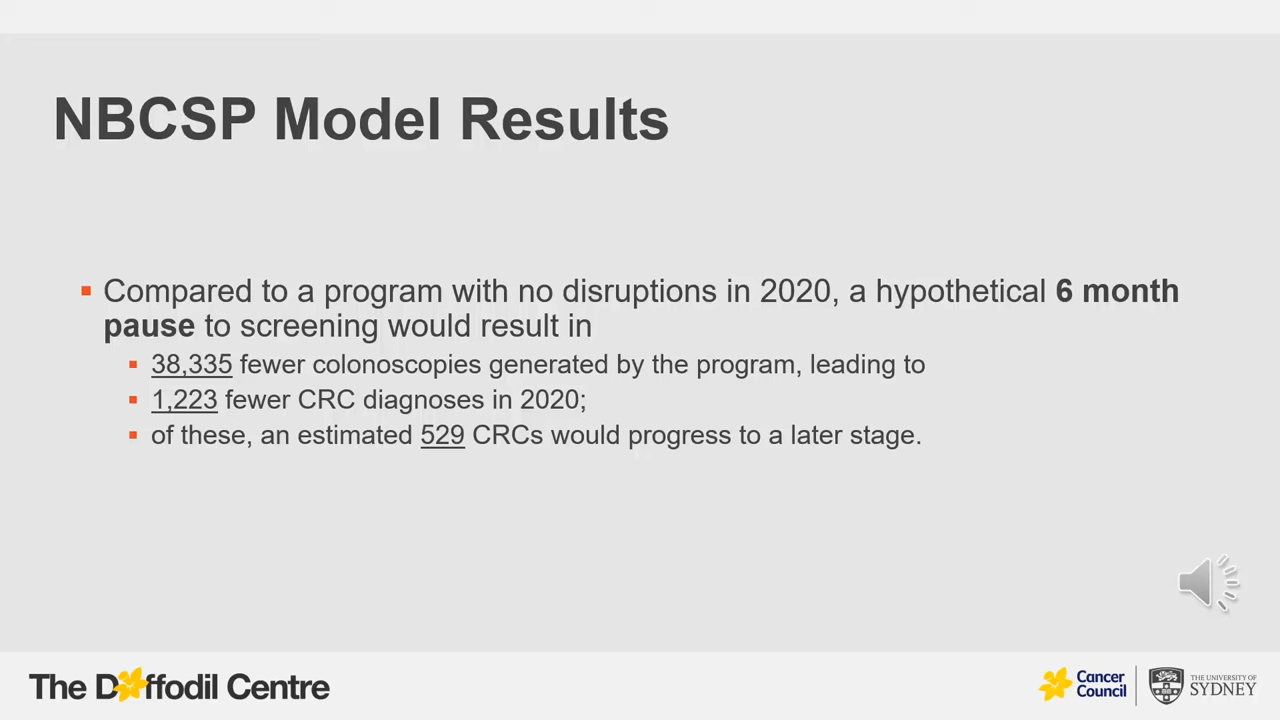 NBCSP Model Results
Compared to a program with no disruptions in 2020, a hypothetical 6 month
pause to screening would result in
38,335 fewer colonoscopies generated by the program, leading to
1,223 fewer CRC diagnoses in 2020;
of these, an estimated 529 CRCs would progress to a later stage.
The Daffodil Centre
Cancer
Council
THE UNIVERSITY OF
SYDNEY